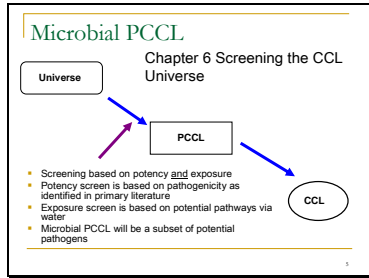 Microbial PCCL
Chapter 6 Screening the CCL
Universe
Universe
PCCL
▪ Screening based on potency and exposure
▪ Potency screen is based on pathogenicity as
identified in primary literature
▪ Exposure screen is based on potential pathways via
water
▪ Microbial PCCL will be a subset of potential
pathogens
CCL
5